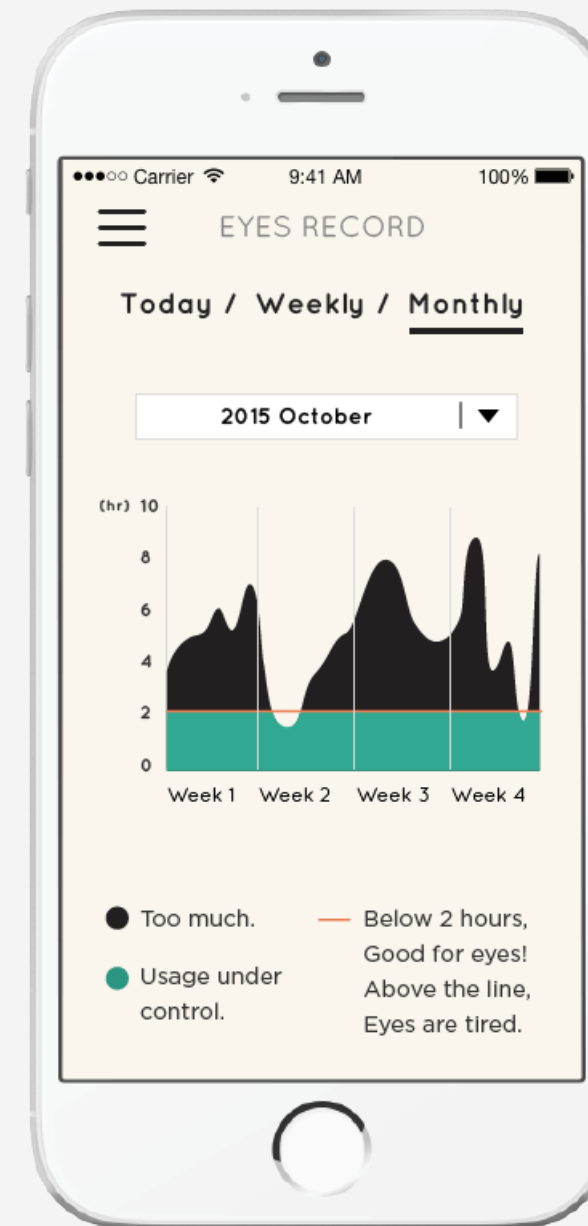 Carrier 9:41 AM 100%
EYES RECORD
Today / Weekly / Monthly
2015 October
(hr) 10
8
6
4
2
0
Week 1 Week 2 Week 3 Week 4
Too much.
Usage under
control.
Below 2 hours,
Good for eyes!
Above the line,
Eyes are tired.